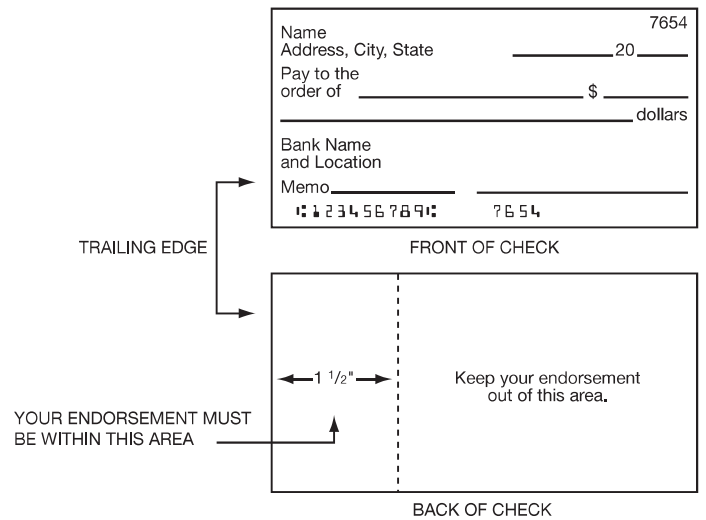 7654
Name
Address, City, State 20
Pay to the
order of $
dollars
Bank Name
and Location
Memo
⑆123456789⑆ 7654
TRAILING EDGE
FRONT OF CHECK
1 1/2"
Keep your endorsement
out of this area.
YOUR ENDORSEMENT MUST
BE WITHIN THIS AREA
BACK OF CHECK